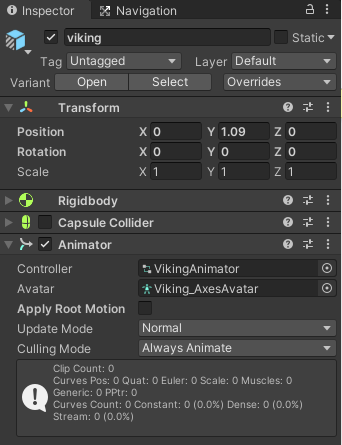 Inspector Navigation
viking Static
Tag Untagged Layer Default
Variant Open Select Overrides
Transform
Position X 0 Y 1.09 Z 0
Rotation X 0 Y 0 Z 0
Scale X 1 Y 1 Z 1
Rigidbody
Capsule Collider
Animator
Controller VikingAnimator
Avatar Viking_AxesAvatar
Apply Root Motion
Update Mode Normal
Culling Mode Always Animate
Clip Count: 0
Curves Pos: 0 Quat: 0 Euler: 0 Scale: 0 Muscles: 0
Generic: 0 PPtr: 0
Curves Count: 0 Constant: 0 (0.0%) Dense: 0 (0.0%)
Stream: 0 (0.0%)